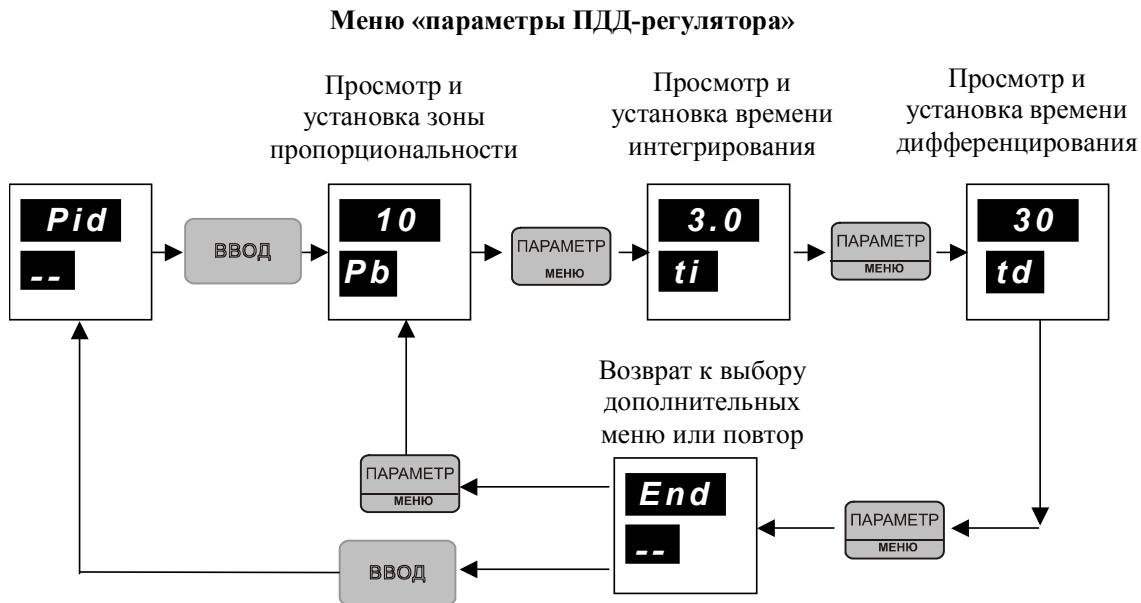 Меню «параметры ПДД-регулятора»
Просмотр и
установка зоны
пропорциональности
Просмотр и
установка времени
интегрирования
Просмотр и
установка времени
дифференцирования
Pid
--
ВВОД
10
Pb
ПАРАМЕТР
МЕНЮ
3.0
ti
ПАРАМЕТР
МЕНЮ
30
td
Возврат к выбору
дополнительных
меню или повтор
ПАРАМЕТР
МЕНЮ
End
--
ПАРАМЕТР
МЕНЮ
ВВОД